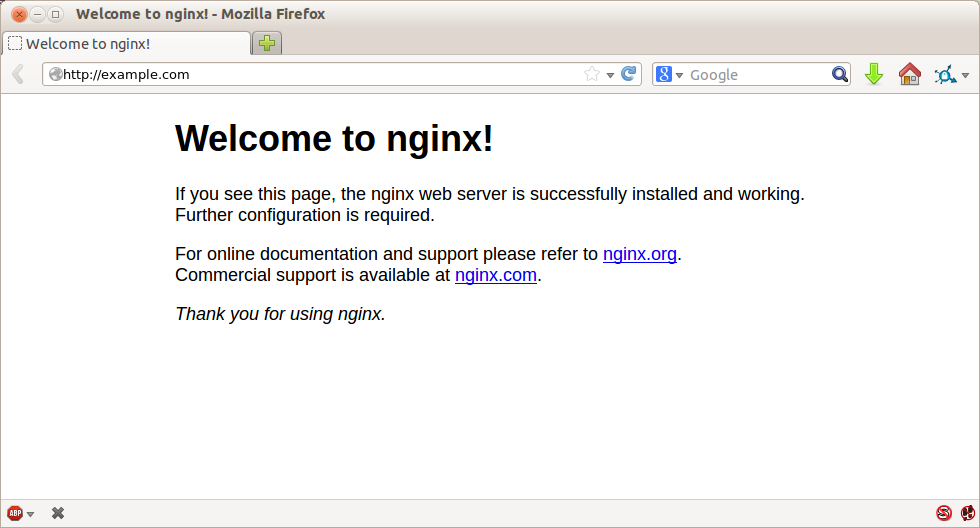 Welcome to nginx! - Mozilla Firefox
Welcome to nginx!
http://example.com
8 Google
Welcome to nginx!
If you see this page, the nginx web server is successfully installed and working.
Further configuration is required.
For online documentation and support please refer to nginx.org.
Commercial support is available at nginx.com.
Thank you for using nginx.
ABP